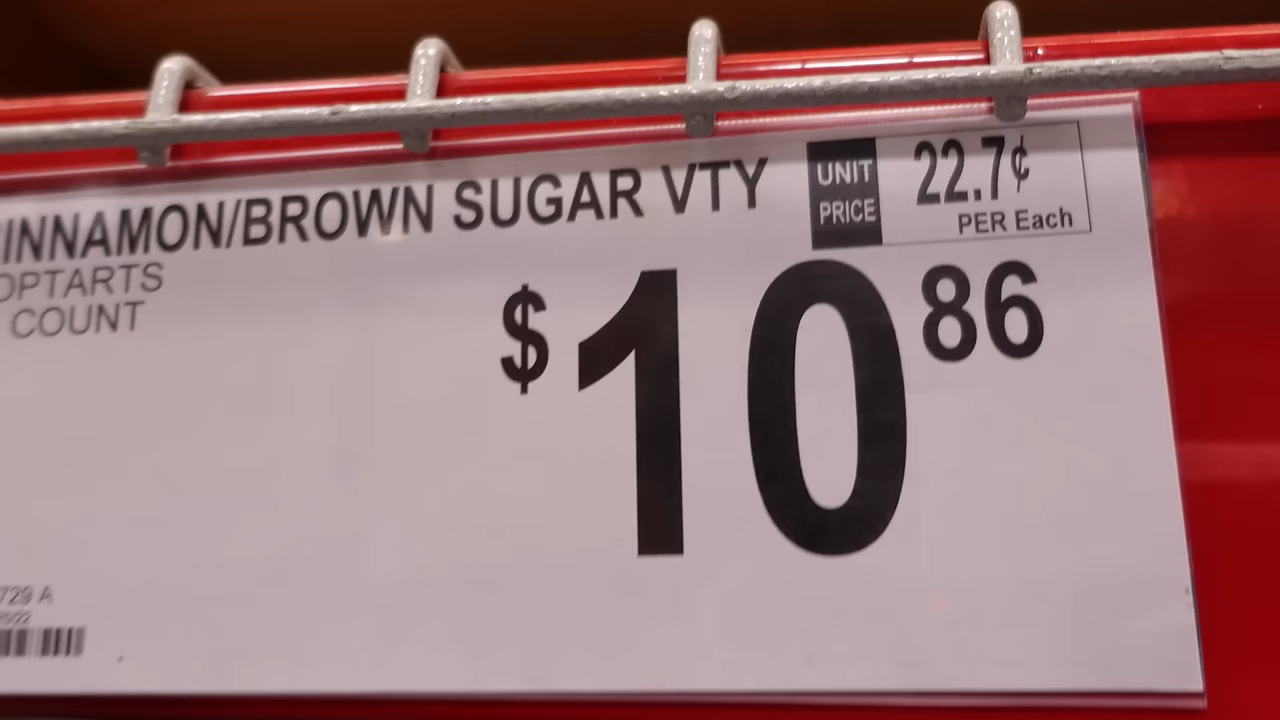 INNAMON/BROWN SUGAR VTY
UNIT
PRICE
22.7¢
PER Each
OPTARTS
COUNT
$10 86
729 A